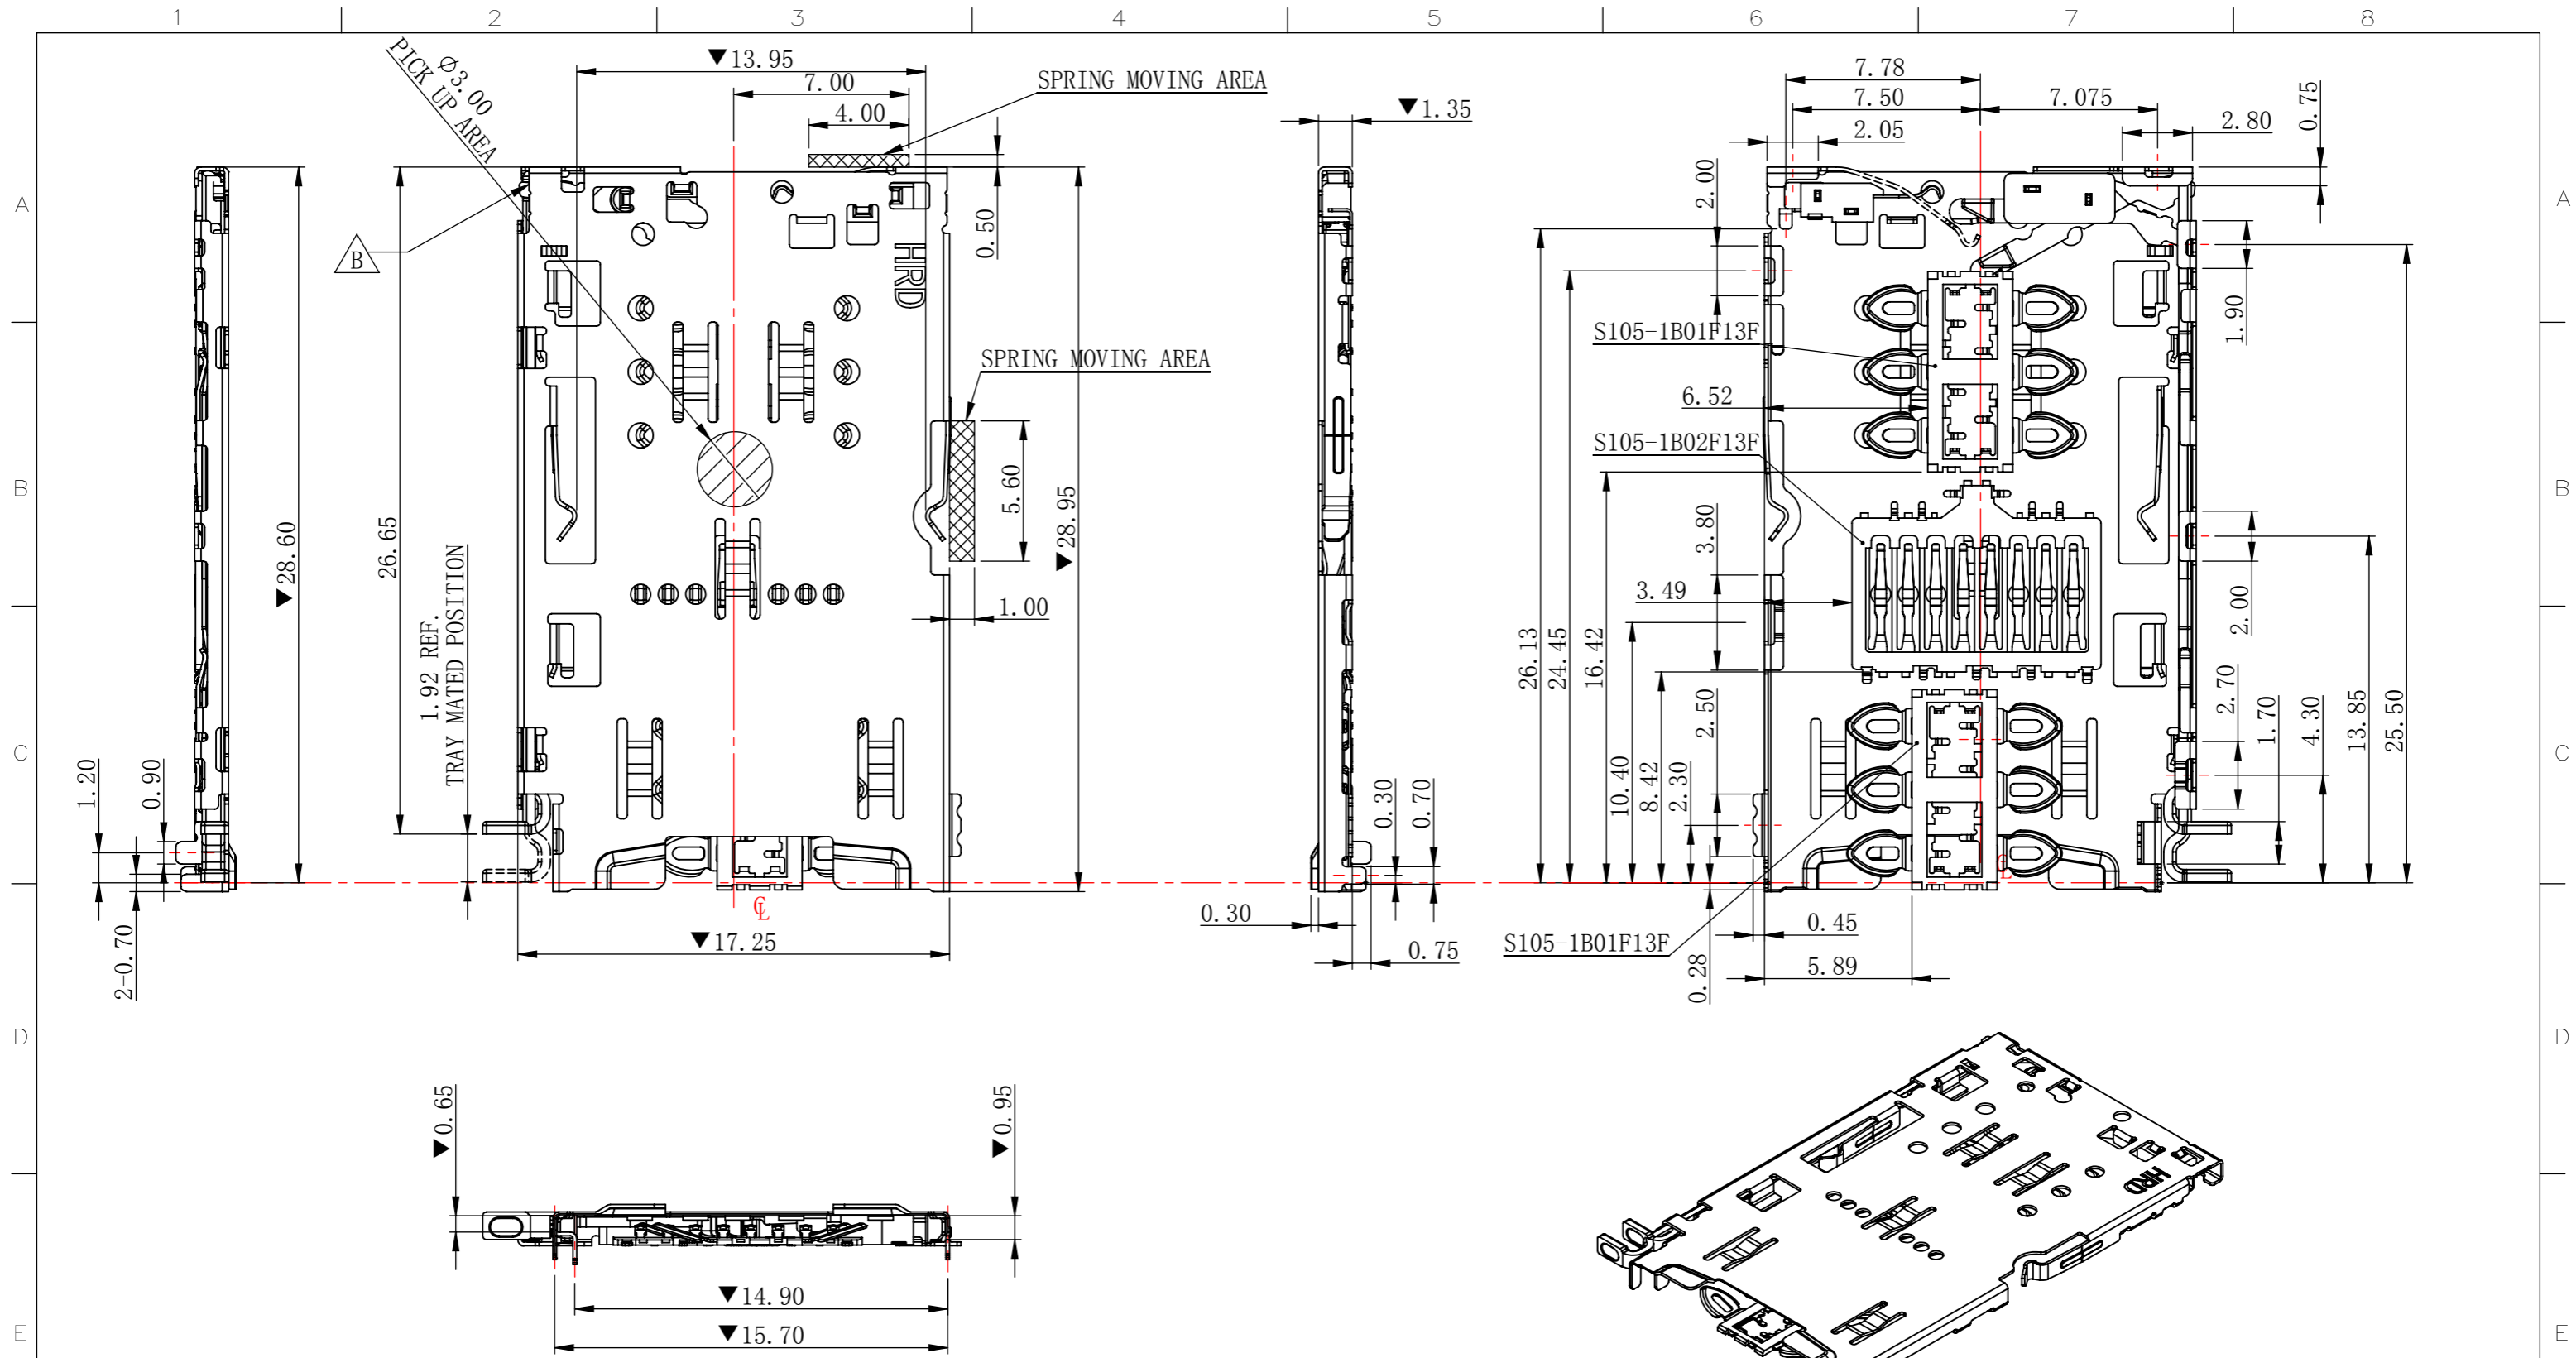 1 2 3 4 5 6 7 8
A
B
C
D
E
A
B
C
D
E
▼28.60
1.20
0.90
2-0.70
Ø3.00
PICK UP AREA
▼13.95
7.00
4.00
SPRING MOVING AREA
0.50
B
HRD
26.65
1.92 REF.
TRAY MATED POSITION
SPRING MOVING AREA
5.60
▼28.95
1.00
℄
▼17.25
▼1.35
0.30
0.70
0.30
0.75
7.78
7.50
7.075
2.05
2.80
0.75
2.00
1.90
S105-1B01F13F
6.52
S105-1B02F13F
3.80
3.49
26.13
24.45
16.42
10.40
8.42
2.50
2.30
2.00
2.70
1.70
4.30
13.85
25.50
℄
0.45
S105-1B01F13F
0.28
5.89
▼0.65
▼0.95
▼14.90
▼15.70
HRD